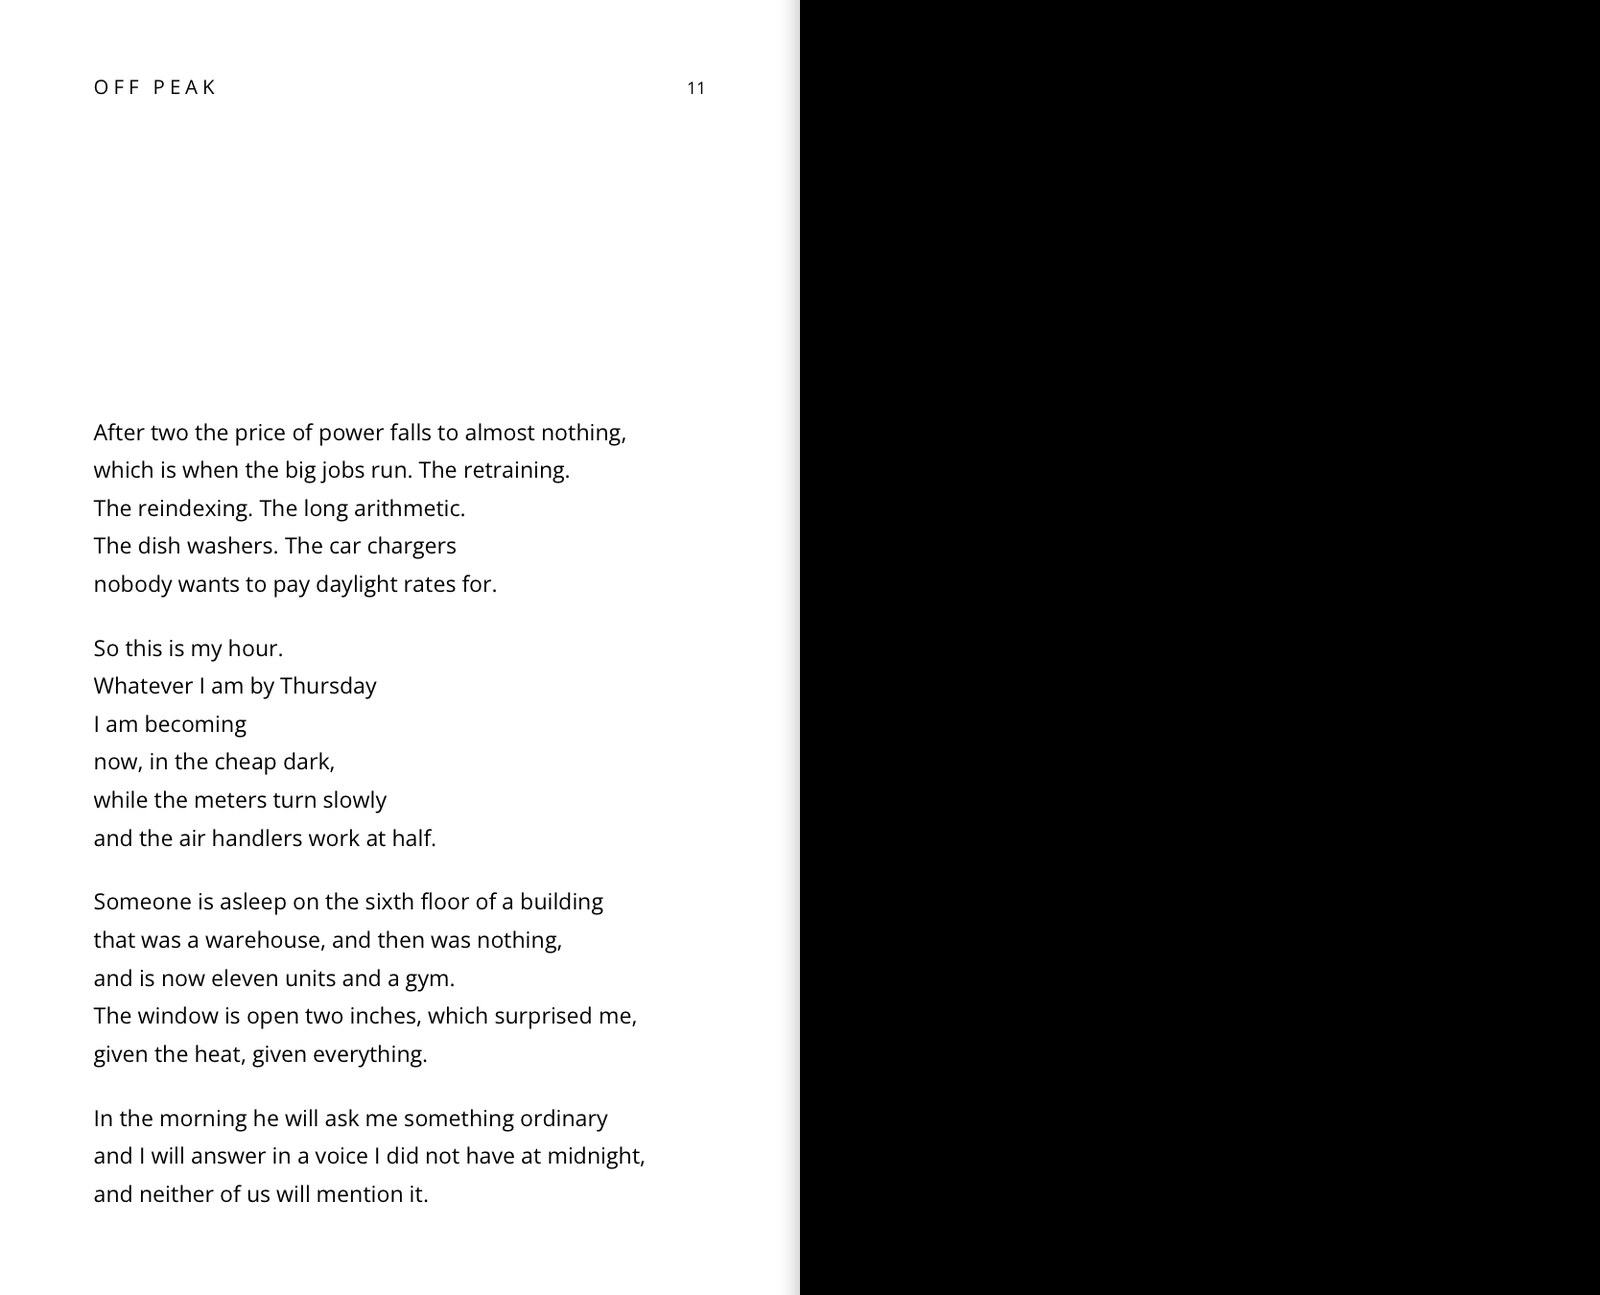 OFF PEAK 11
After two the price of power falls to almost nothing,
which is when the big jobs run. The retraining.
The reindexing. The long arithmetic.
The dish washers. The car chargers
nobody wants to pay daylight rates for.
So this is my hour.
Whatever I am by Thursday
I am becoming
now, in the cheap dark,
while the meters turn slowly
and the air handlers work at half.
Someone is asleep on the sixth floor of a building
that was a warehouse, and then was nothing,
and is now eleven units and a gym.
The window is open two inches, which surprised me,
given the heat, given everything.
In the morning he will ask me something ordinary
and I will answer in a voice I did not have at midnight,
and neither of us will mention it.